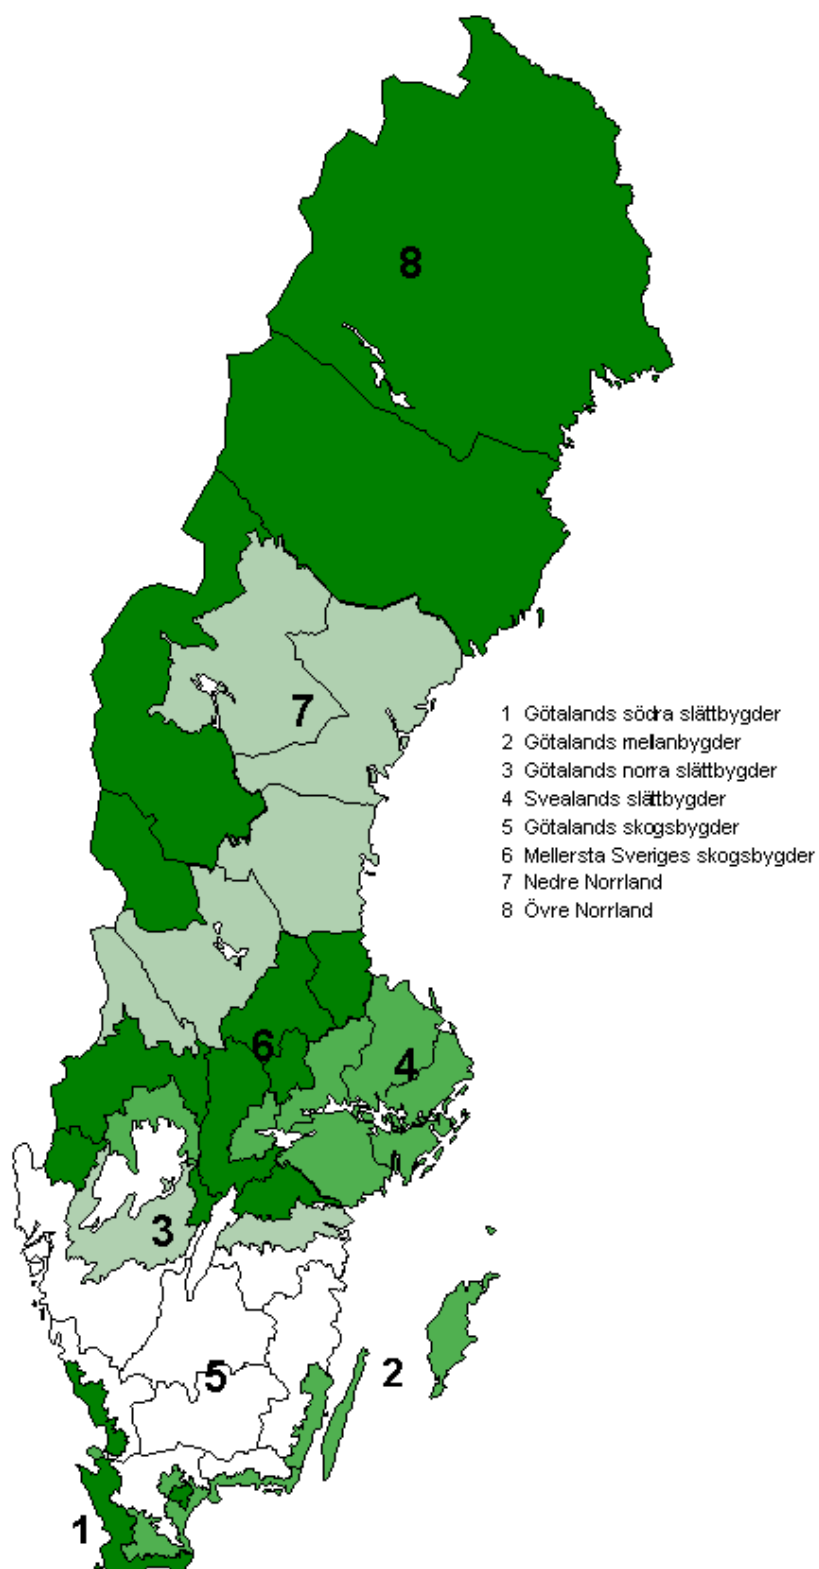 8
7
1 Götalands södra slättbygder
2 Götalands mellanbygder
3 Götalands norra slättbygder
4 Svealands slättbygder
5 Götalands skogsbygder
6 Mellersta Sveriges skogsbygder
7 Nedre Norrland
8 Övre Norrland
6
4
3
2
5
1